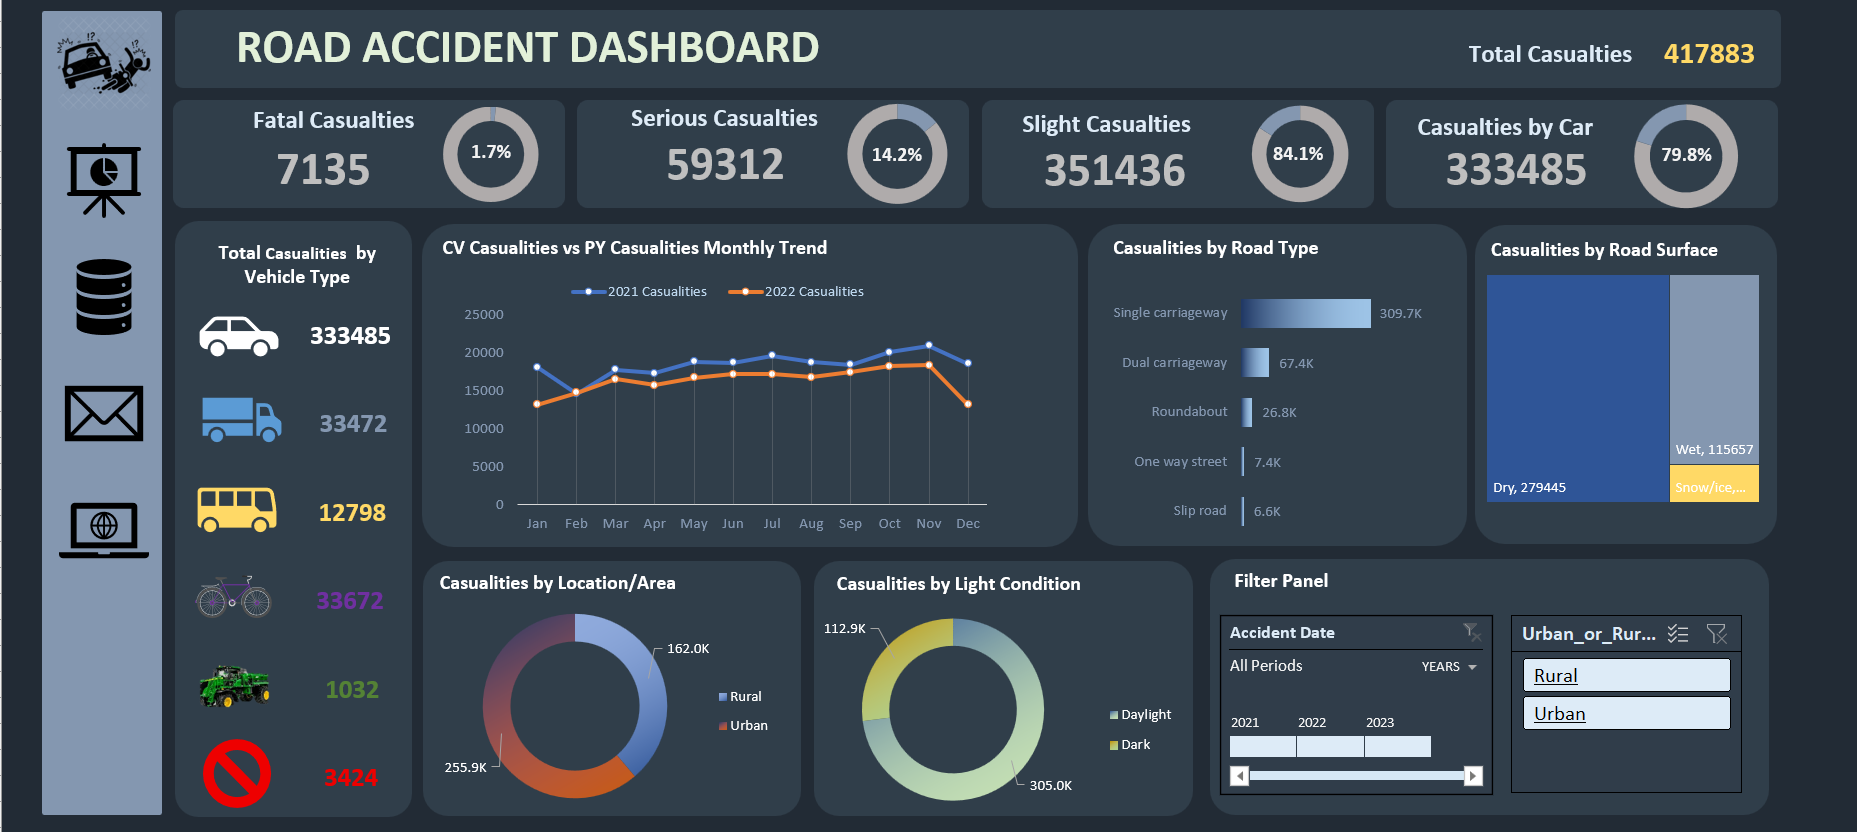 ROAD ACCIDENT DASHBOARD
Total Casualties 417883
Fatal Casualties
7135
1.7%
Serious Casualties
59312
14.2%
Slight Casualties
351436
84.1%
Casualties by Car
333485
79.8%
Total Casualities by
Vehicle Type
333485
33472
12798
33672
1032
3424
CV Casualities vs PY Casualities Monthly Trend
2021 Casualities
2022 Casualities
25000
20000
15000
10000
5000
0
Jan Feb Mar Apr May Jun Jul Aug Sep Oct Nov Dec
Casualities by Road Type
Single carriageway 309.7K
Dual carriageway 67.4K
Roundabout 26.8K
One way street 7.4K
Slip road 6.6K
Casualities by Road Surface
Wet, 115657
Dry, 279445
Snow/ice,...
Casualities by Location/Area
162.0K
Rural
Urban
255.9K
Casualities by Light Condition
112.9K
Daylight
Dark
305.0K
Filter Panel
Accident Date
All Periods
YEARS
2021 2022 2023
Urban_or_Rur...
Rural
Urban
!?
!?